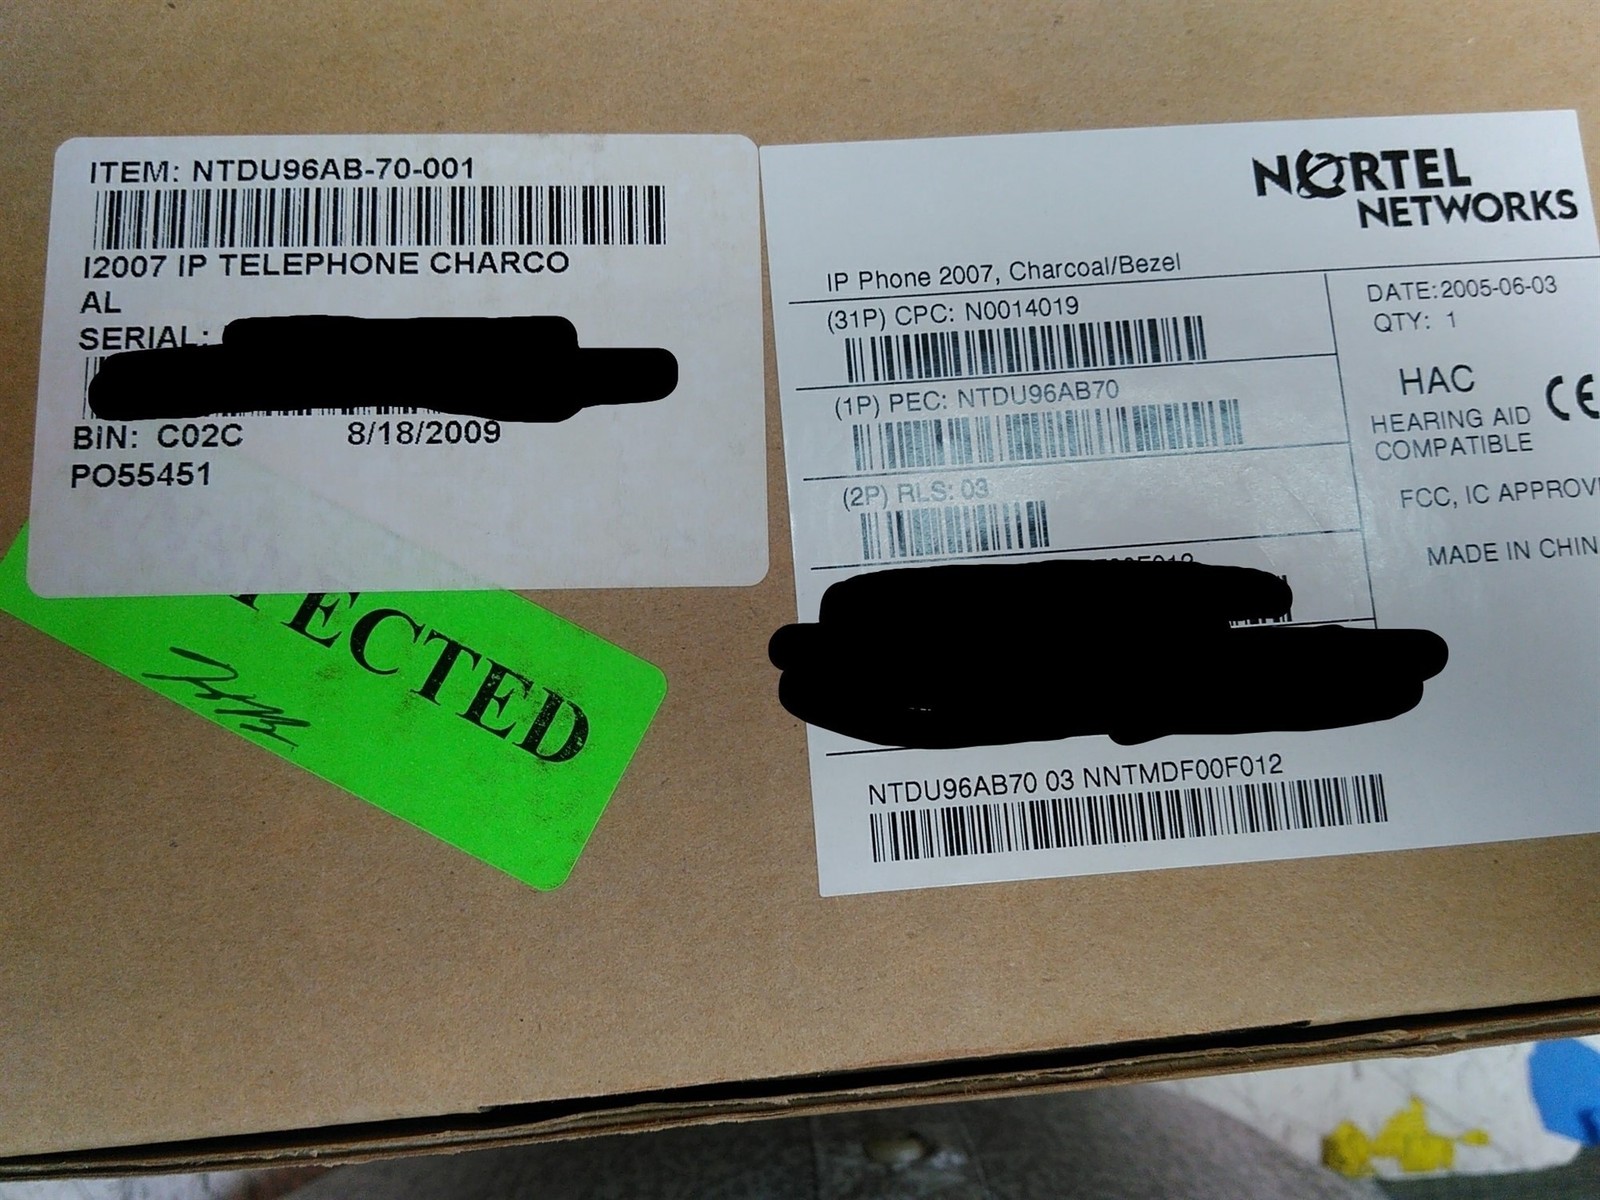 ITEM: NTDU96AB-70-001
I2007 IP TELEPHONE CHARCO
AL
SERIAL:
BIN: C02C 8/18/2009
PO55451
NORTEL
NETWORKS
IP Phone 2007, Charcoal/Bezel
(31P) CPC: N0014019
(1P) PEC: NTDU96AB70
(2P) RLS: 03
NTDU96AB70 03 NNTMDF00F012
DATE: 2005-06-03
QTY: 1
HAC
CE
HEARING AID
COMPATIBLE
FCC, IC APPROV
MADE IN CHIN
ECTED